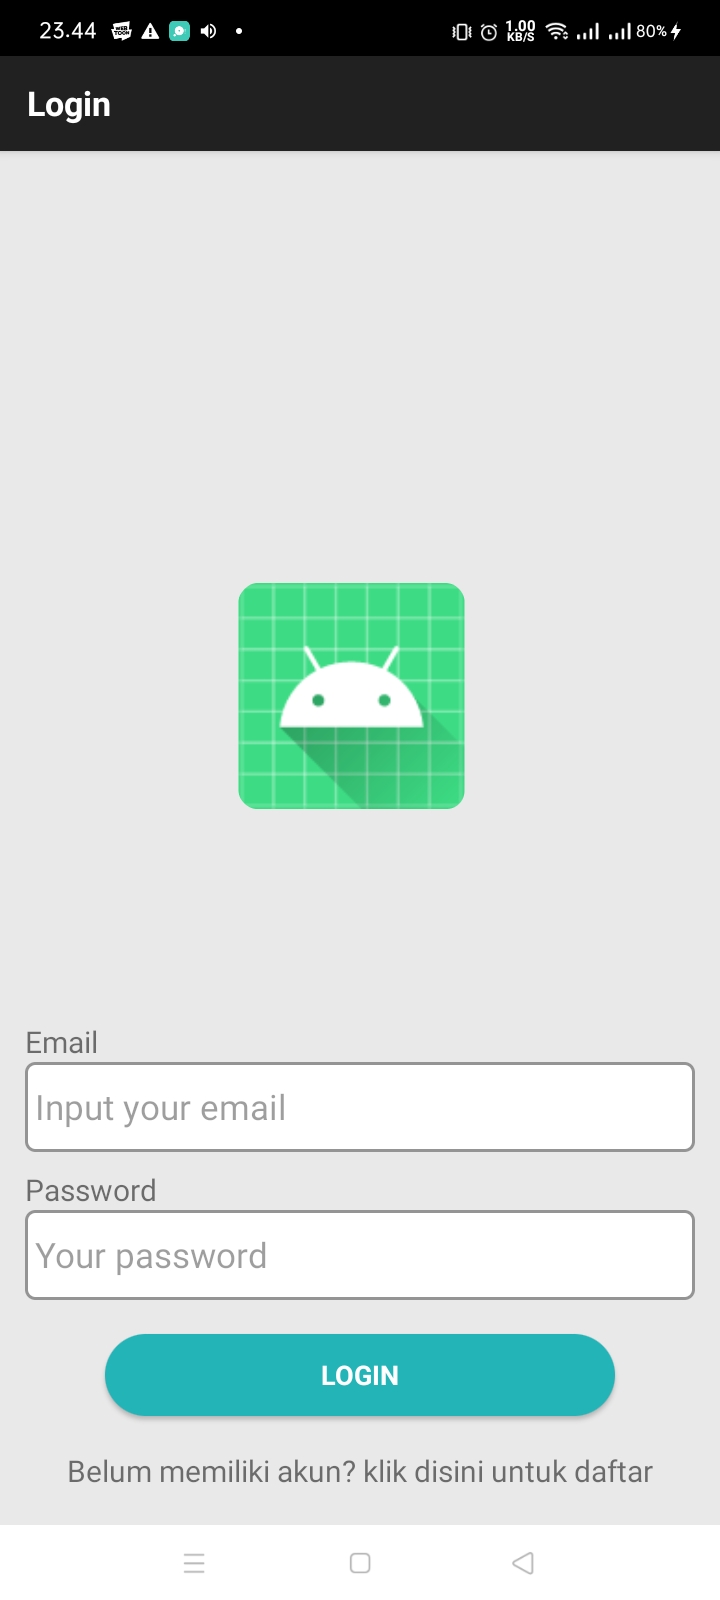 23.44
1.00
KB/S
80%
Login
Email
Input your email
Password
Your password
LOGIN
Belum memiliki akun? klik disini untuk daftar